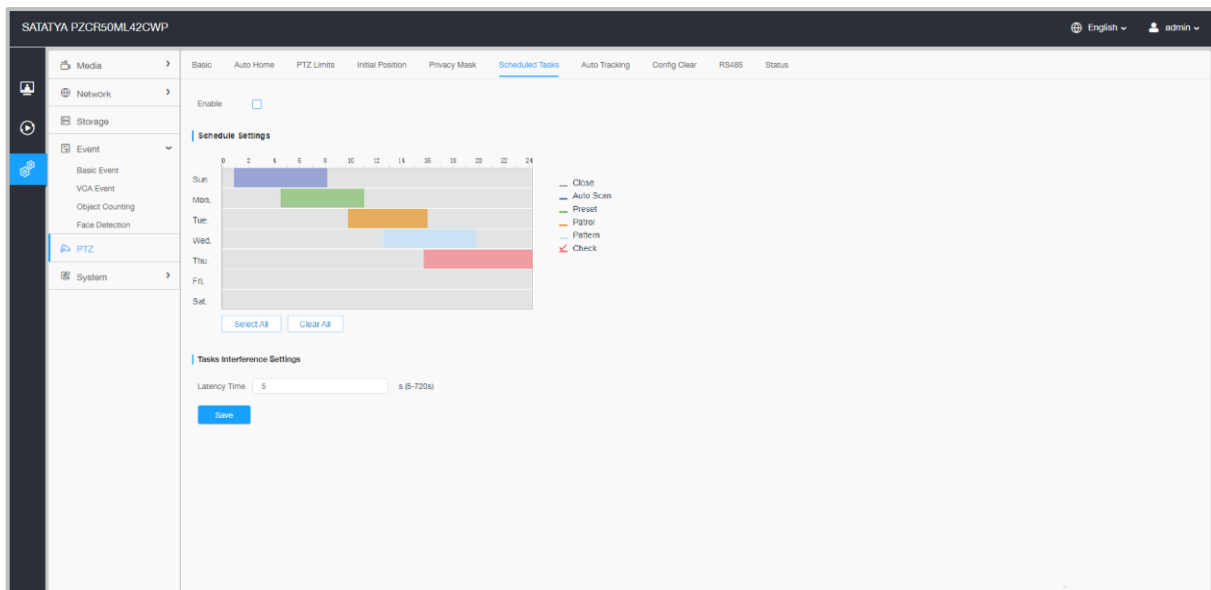 SATATYA PZCR50ML42CWP
English
admin
Media
Network
Storage
Event
Basic Event
VCA Event
Object Counting
Face Detection
PTZ
System
Basic Auto Home PTZ Limits Initial Position Privacy Mask Scheduled Tasks Auto Tracking Config Clear RS485 Status
Enable
Schedule Settings
0 2 4 6 8 10 12 14 16 18 20 22 24
Sun.
Mon.
Tue.
Wed.
Thu.
Fri.
Sat.
Close
Auto Scan
Preset
Patrol
Pattern
Check
Select All Clear All
Tasks Interference Settings
Latency Time 5 s (5-720s)
Save